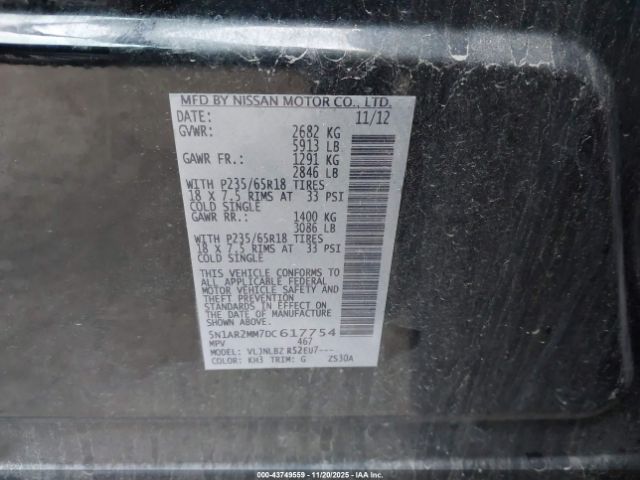 MFD BY NISSAN MOTOR CO., LTD.
DATE: 11/12
GVWR: 2682 KG
5913 LB
GAWR FR.: 1291 KG
2846 LB
WITH P235/65R18 TIRES
18 X 7.5 RIMS AT 33 PSI
COLD SINGLE
GAWR RR.: 1400 KG
3086 LB
WITH P235/65R18 TIRES
18 X 7.5 RIMS AT 33 PSI
COLD SINGLE
THIS VEHICLE CONFORMS TO
ALL APPLICABLE FEDERAL
MOTOR VEHICLE SAFETY AND
THEFT PREVENTION
STANDARDS IN EFFECT ON
THE DATE OF MANUFACTURE
SHOWN ABOVE.
5N1AR2MM7DC617754
MPV 467
MODEL: VLJNLBZ R52EU7---
COLOR: KH3 TRIM: G ZS30A
00-43749559 - 11/20/2025 - IAA Inc.